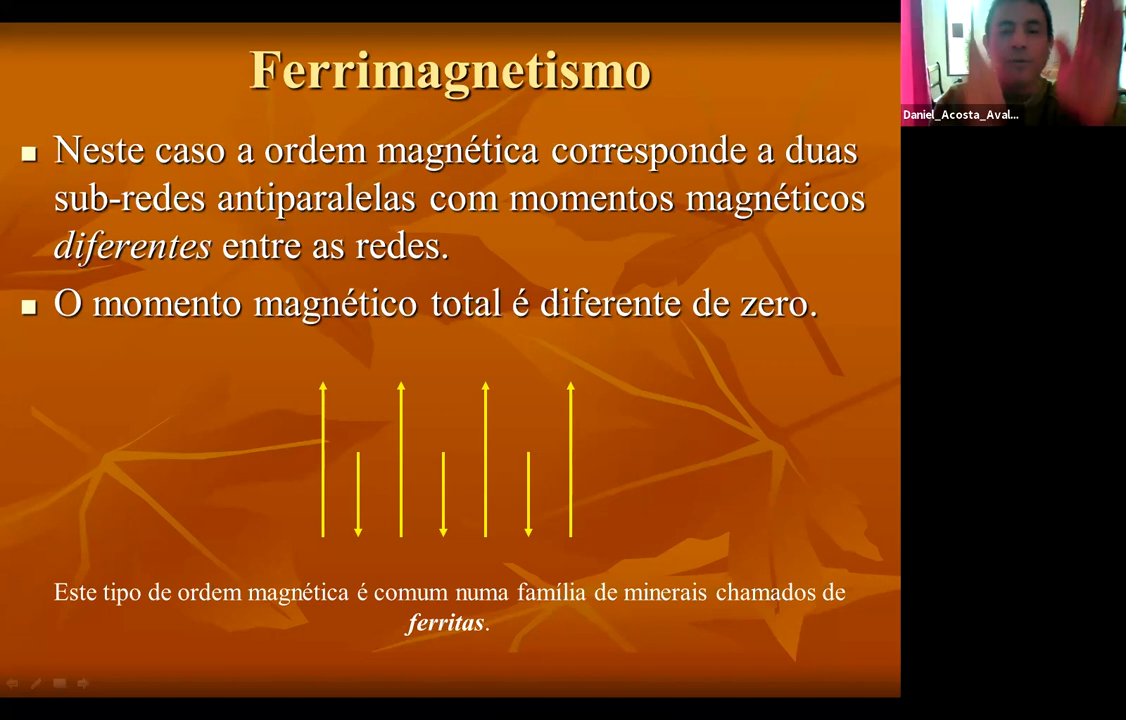 Ferrimagnetismo
Neste caso a ordem magnética corresponde a duas
sub-redes antiparalelas com momentos magnéticos
diferentes entre as redes.
O momento magnético total é diferente de zero.
Este tipo de ordem magnética é comum numa família de minerais chamados de
ferritas.
Daniel_Acosta_Aval...